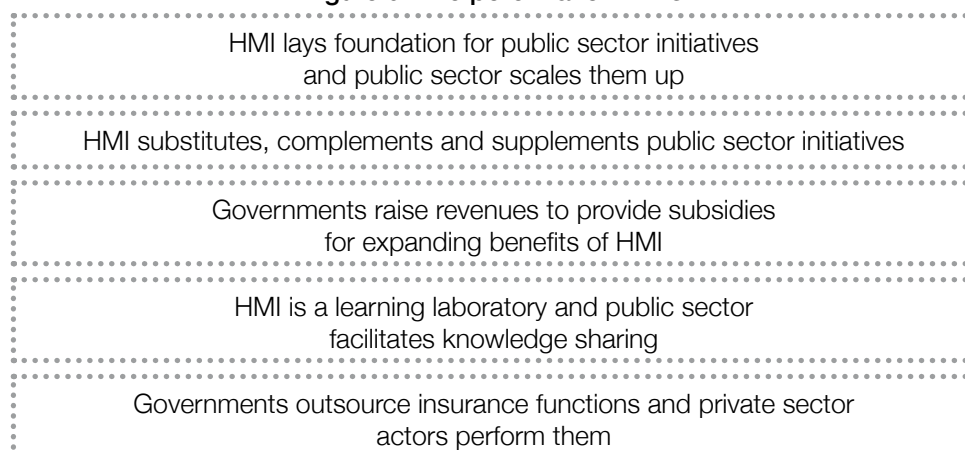 HMI lays foundation for public sector initiatives
and public sector scales them up
HMI substitutes, complements and supplements public sector initiatives
Governments raise revenues to provide subsidies
for expanding benefits of HMI
HMI is a learning laboratory and public sector
facilitates knowledge sharing
Governments outsource insurance functions and private sector
actors perform them